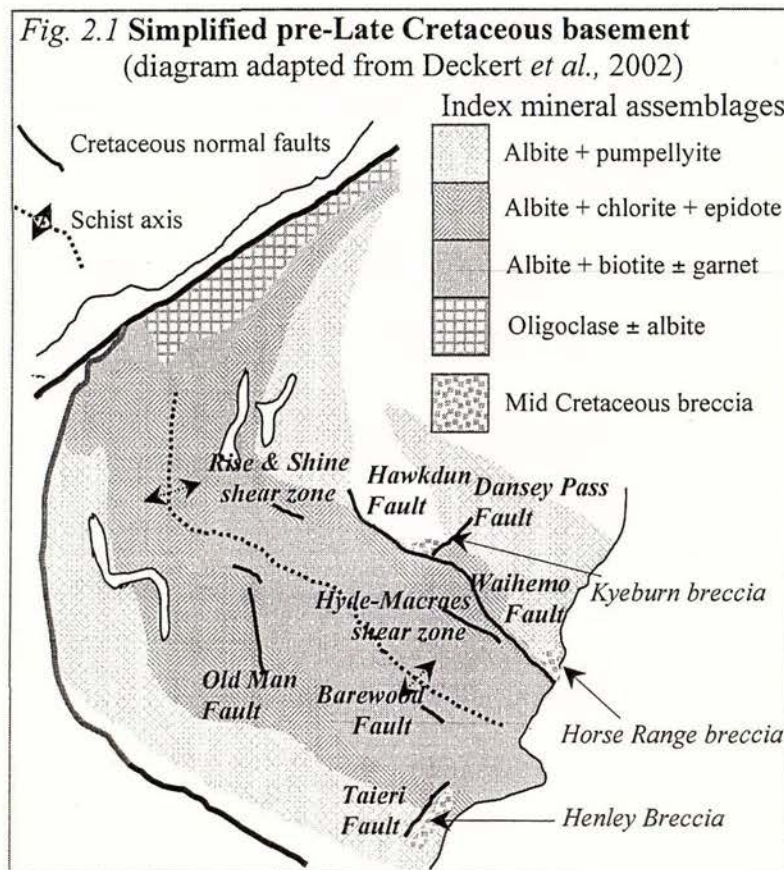 Fig. 2.1 Simplified pre-Late Cretaceous basement
(diagram adapted from Deckert et al., 2002)
Index mineral assemblages
Cretaceous normal faults
Schist axis
Albite + pumpellyite
Albite + chlorite + epidote
Albite + biotite ± garnet
Oligoclase ± albite
Mid Cretaceous breccia
Rise & Shine
shear zone
Hawkdun
Fault
Dansey Pass
Fault
Kyeburn breccia
Waihemo
Fault
Hyde-Macraes
shear zone
Old Man
Fault
Barewood
Fault
Horse Range breccia
Taieri
Fault
Henley Breccia